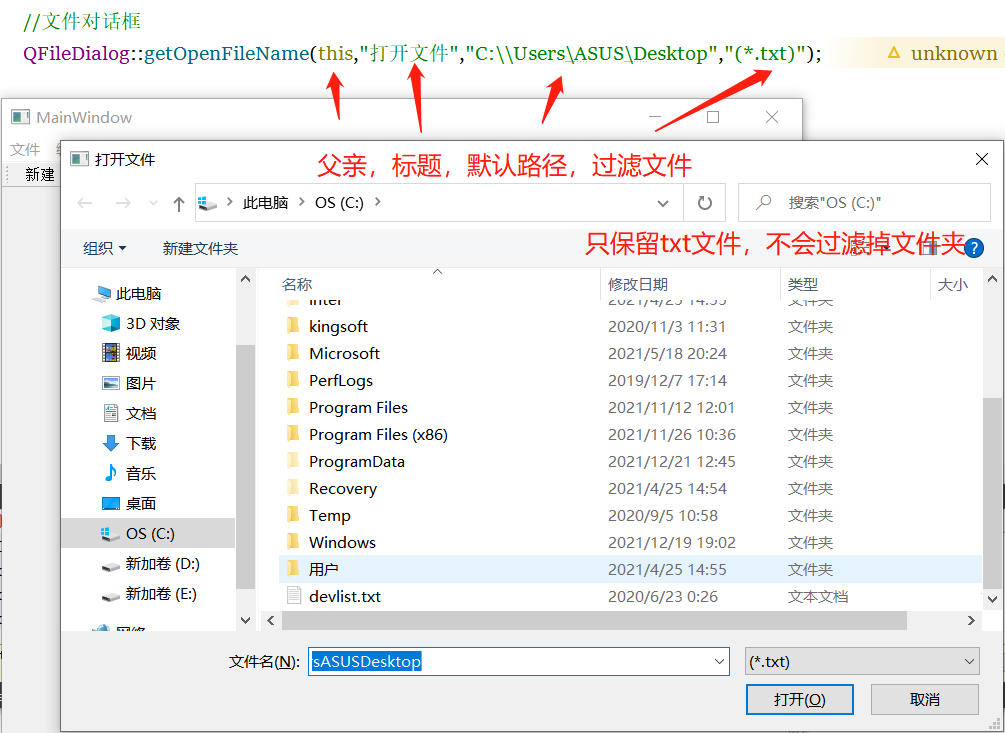 //文件对话框
QFileDialog::getOpenFileName(this,"打开文件","C:\\Users\ASUS\Desktop","(*.txt)");
unknown
MainWindow
文件
新建
打开文件
父亲，标题，默认路径，过滤文件
此电脑 OS (C:)
搜索"OS (C:)"
只保留txt文件，不会过滤掉文件夹
组织 新建文件夹
名称 修改日期 类型 大小
此电脑
3D 对象
视频
图片
文档
下载
音乐
桌面
OS (C:)
新加卷 (D:)
新加卷 (E:)
网络
Intel 2021/4/25 14:55 文件夹
kingsoft 2020/11/3 11:31 文件夹
Microsoft 2021/5/18 20:24 文件夹
PerfLogs 2019/12/7 17:14 文件夹
Program Files 2021/11/12 12:01 文件夹
Program Files (x86) 2021/11/26 10:36 文件夹
ProgramData 2021/12/21 12:45 文件夹
Recovery 2021/4/25 14:54 文件夹
Temp 2020/9/5 10:58 文件夹
Windows 2021/12/19 19:02 文件夹
用户 2021/4/25 14:55 文件夹
devlist.txt 2020/6/23 0:26 文本文档
文件名(N): sASUSDesktop
(*.txt)
打开(O) 取消